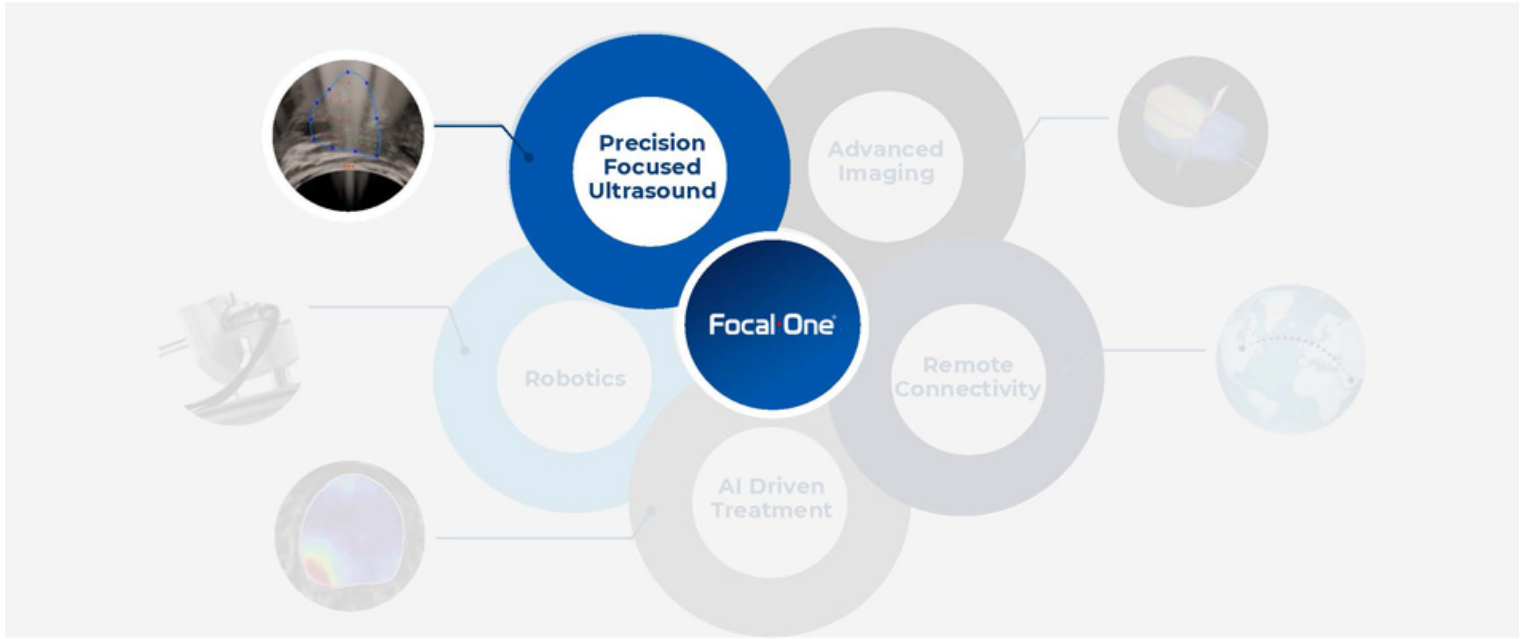 Precision
Focused
Ultrasound
Advanced
Imaging
Focal·One®
Robotics
Remote
Connectivity
AI Driven
Treatment